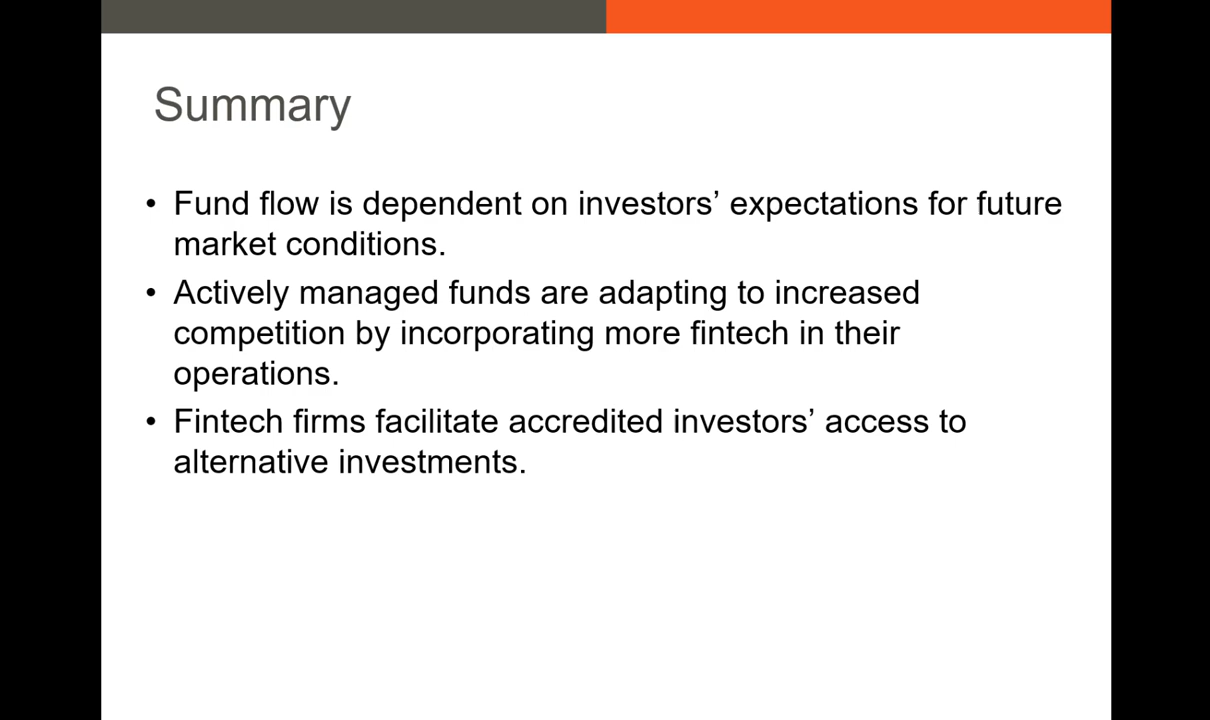 Summary
• Fund flow is dependent on investors’ expectations for future
market conditions.
• Actively managed funds are adapting to increased
competition by incorporating more fintech in their
operations.
• Fintech firms facilitate accredited investors’ access to
alternative investments.